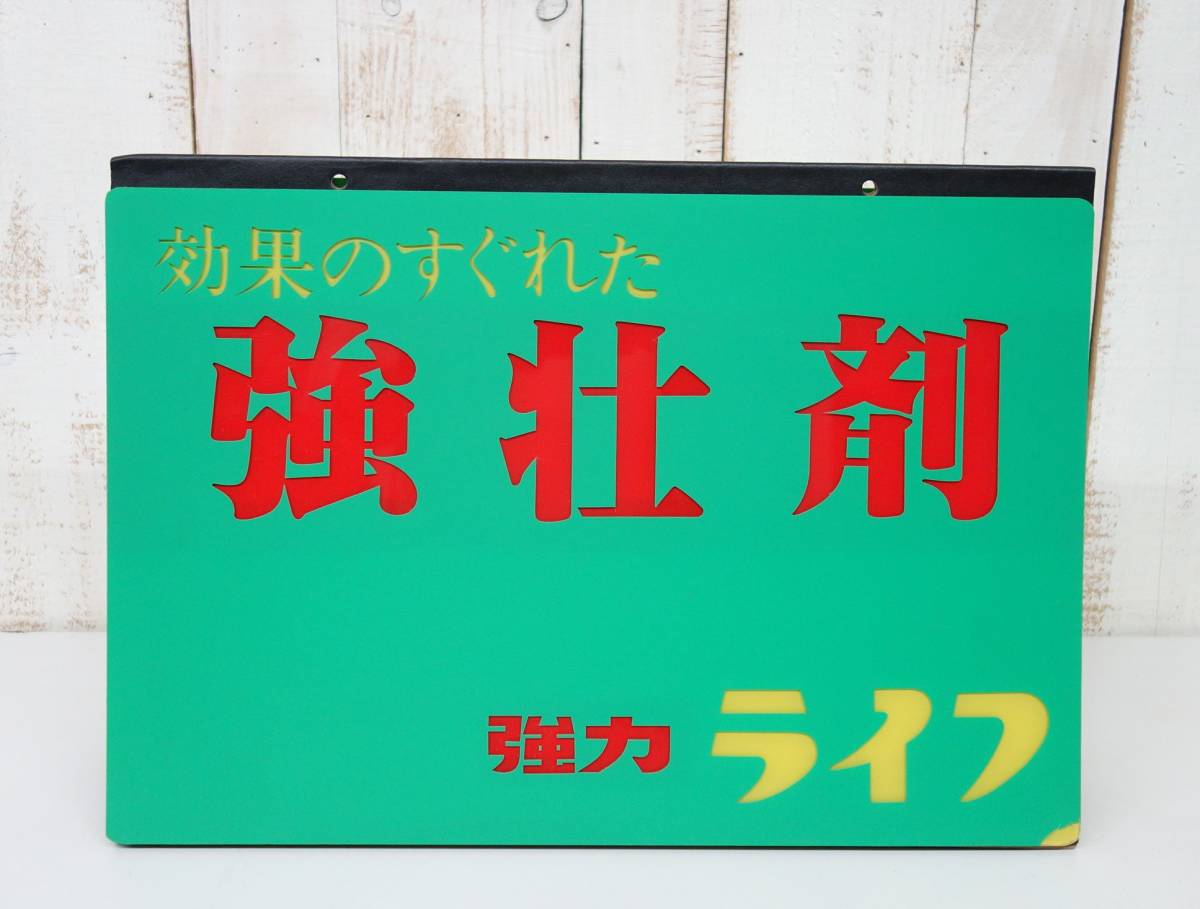 効果のすぐれた
強壮剤
強力 ライフ